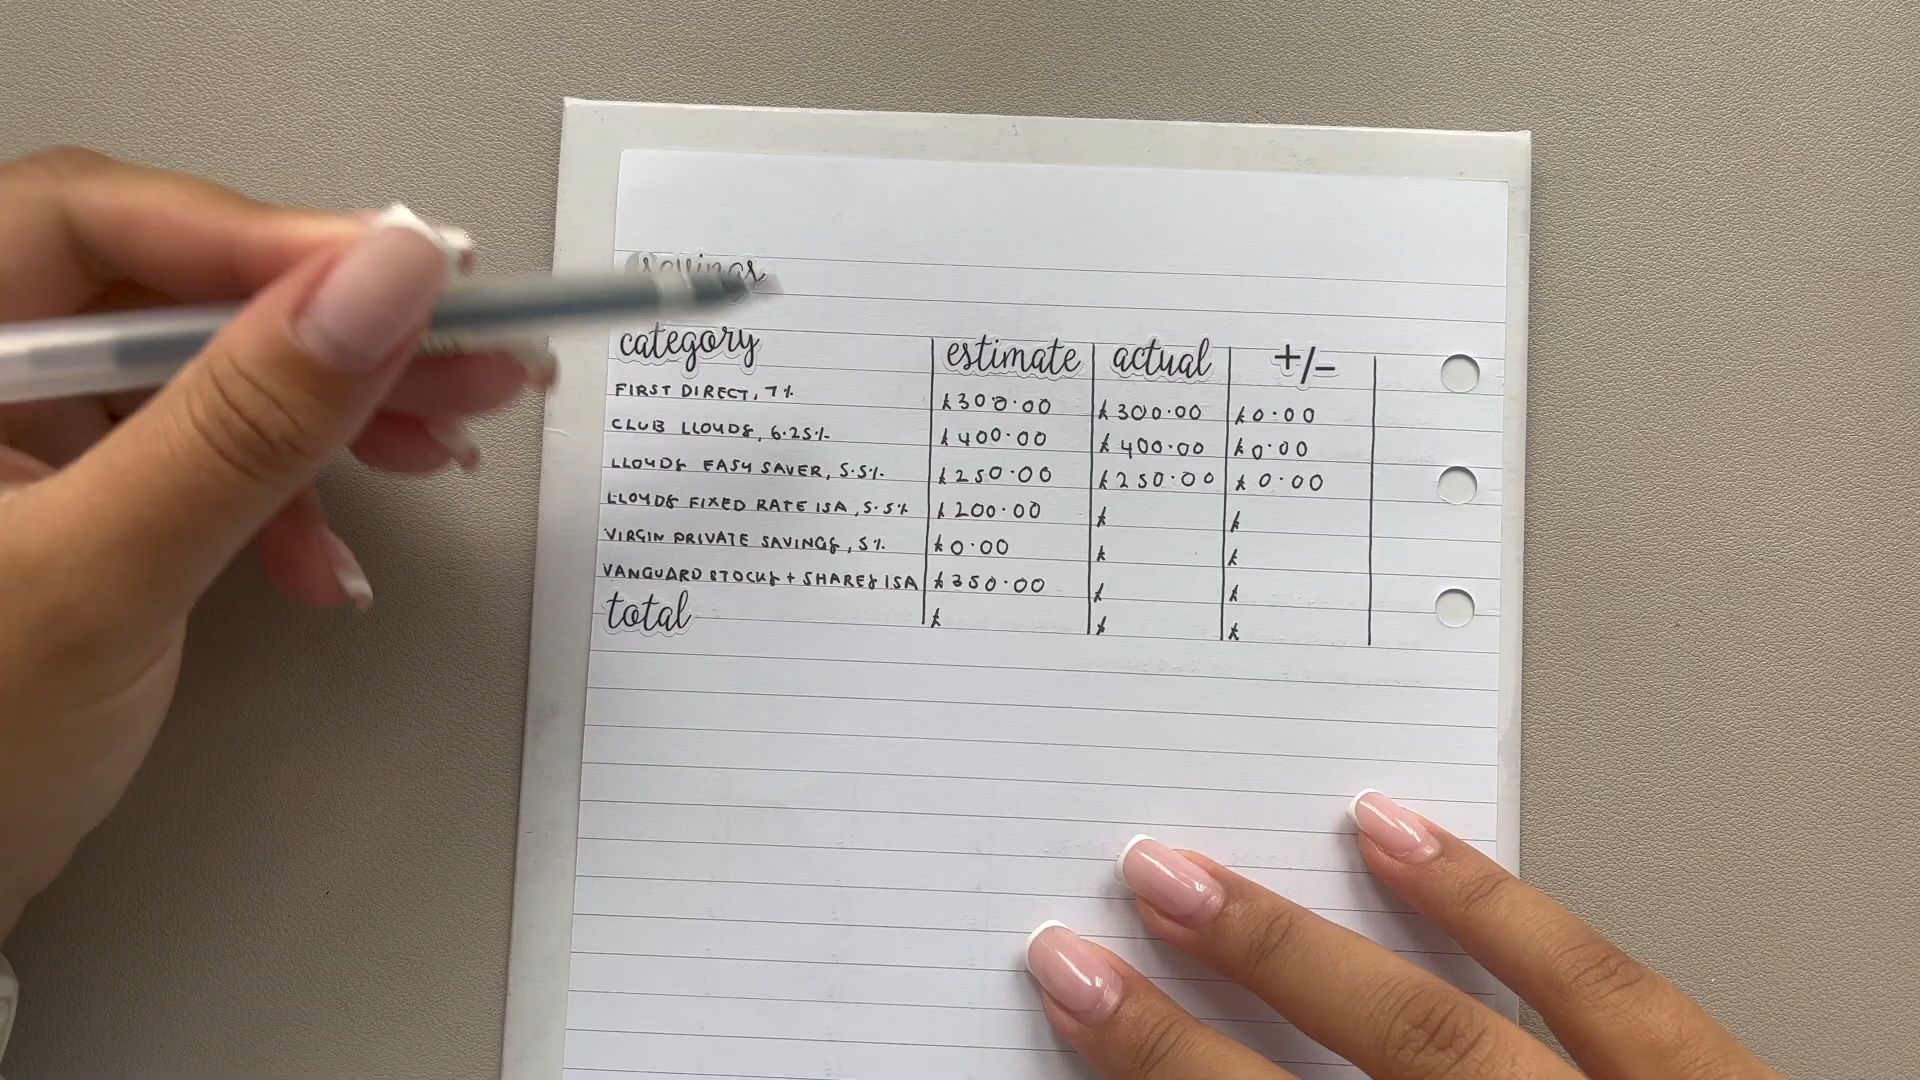 savings
category estimate actual +/-
FIRST DIRECT, 7% £300.00 £300.00 £0.00
CLUB LLOYDS, 6.25% £400.00 £400.00 £0.00
LLOYDS EASY SAVER, 5.5% £250.00 £250.00 £0.00
LLOYDS FIXED RATE ISA, 5.5% £200.00 £ £
VIRGIN PRIVATE SAVINGS, 5% £0.00 £ £
VANGUARD STOCKS + SHARES ISA £350.00 £ £
total £ £ £